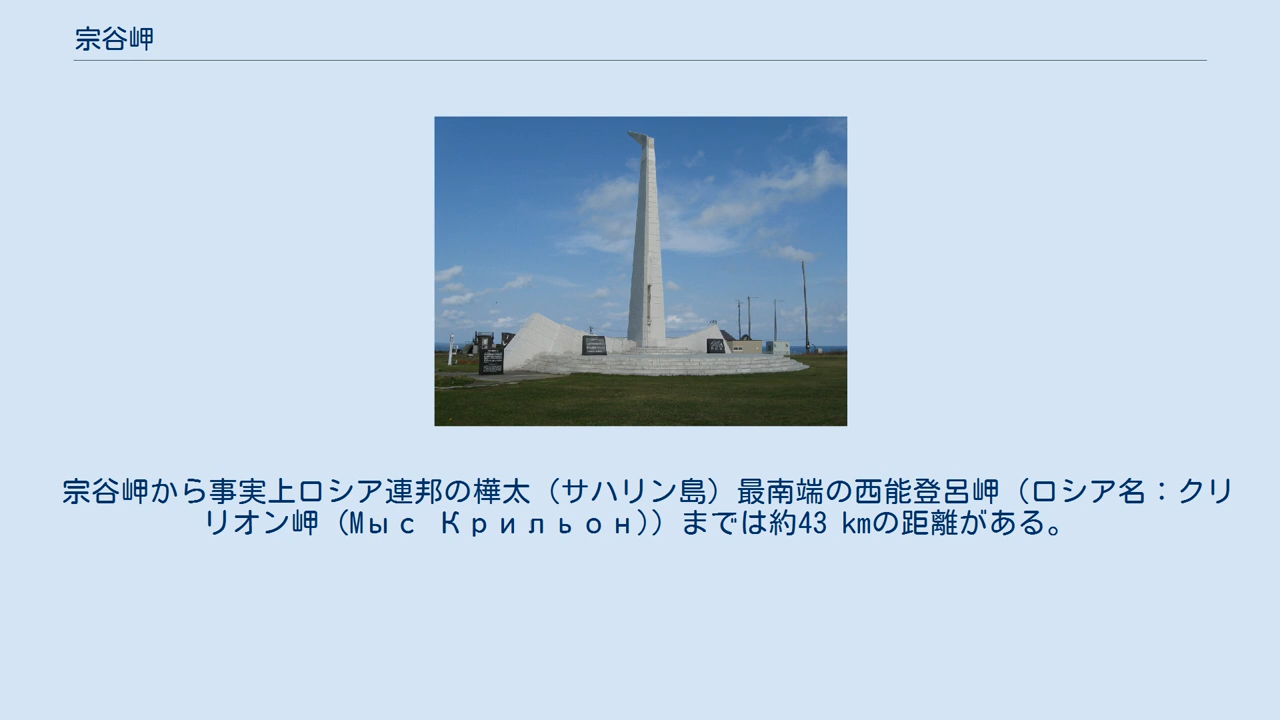 宗谷岬
宗谷岬から事実上ロシア連邦の樺太（サハリン島）最南端の西能登呂岬（ロシア名：クリ
リオン岬（Мыс Крильон)）までは約43 kmの距離がある。